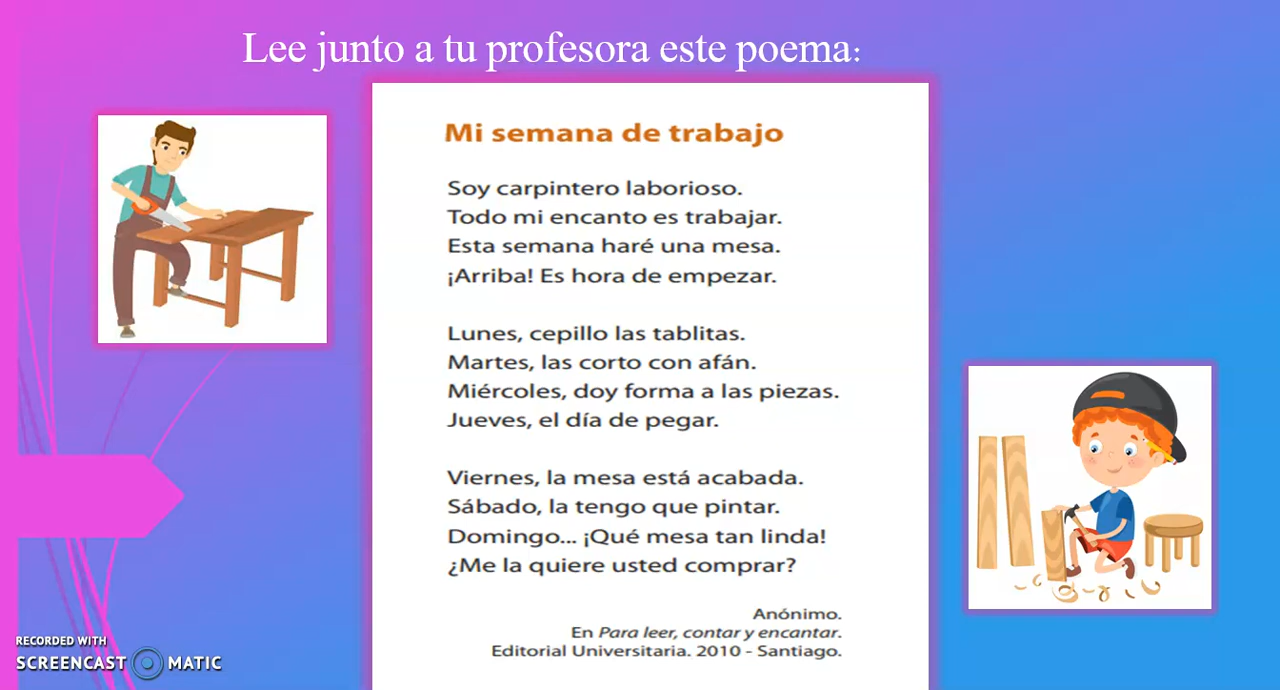 Lee junto a tu profesora este poema:
Mi semana de trabajo
Soy carpintero laborioso.
Todo mi encanto es trabajar.
Esta semana haré una mesa.
¡Arriba! Es hora de empezar.
Lunes, cepillo las tablitas.
Martes, las corto con afán.
Miércoles, doy forma a las piezas.
Jueves, el día de pegar.
Viernes, la mesa está acabada.
Sábado, la tengo que pintar.
Domingo... ¡Qué mesa tan linda!
¿Me la quiere usted comprar?
Anónimo.
En Para leer, contar y encantar.
Editorial Universitaria. 2010 - Santiago.
RECORDED WITH
SCREENCAST MATIC